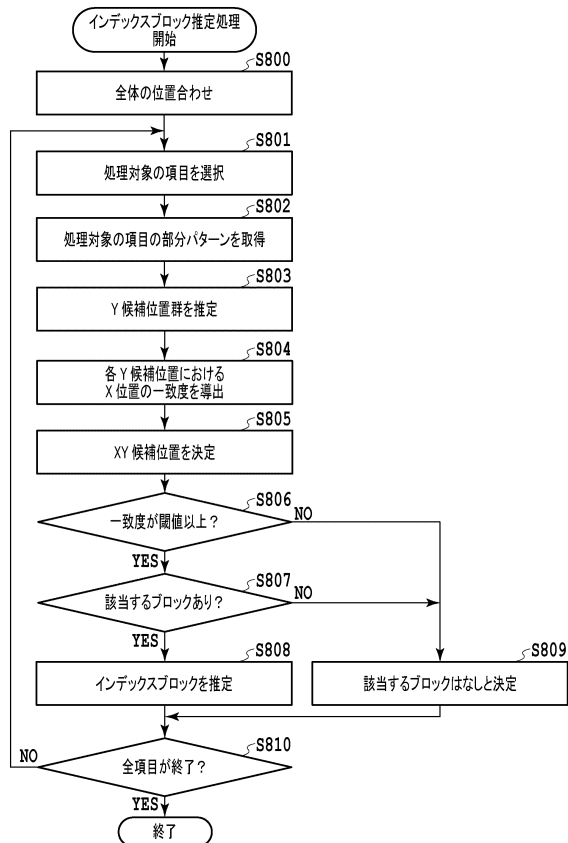 インデックスブロック推定処理
開始
S800
全体の位置合わせ
S801
処理対象の項目を選択
S802
処理対象の項目の部分パターンを取得
S803
Y 候補位置群を推定
S804
各Y 候補位置における
X 位置の一致度を導出
S805
XY 候補位置を決定
S806
一致度が閾値以上？
NO
YES
S807
該当するブロックあり？
NO
YES
S808
インデックスブロックを推定
S809
該当するブロックはなしと決定
S810
全項目が終了？
NO
YES
終了